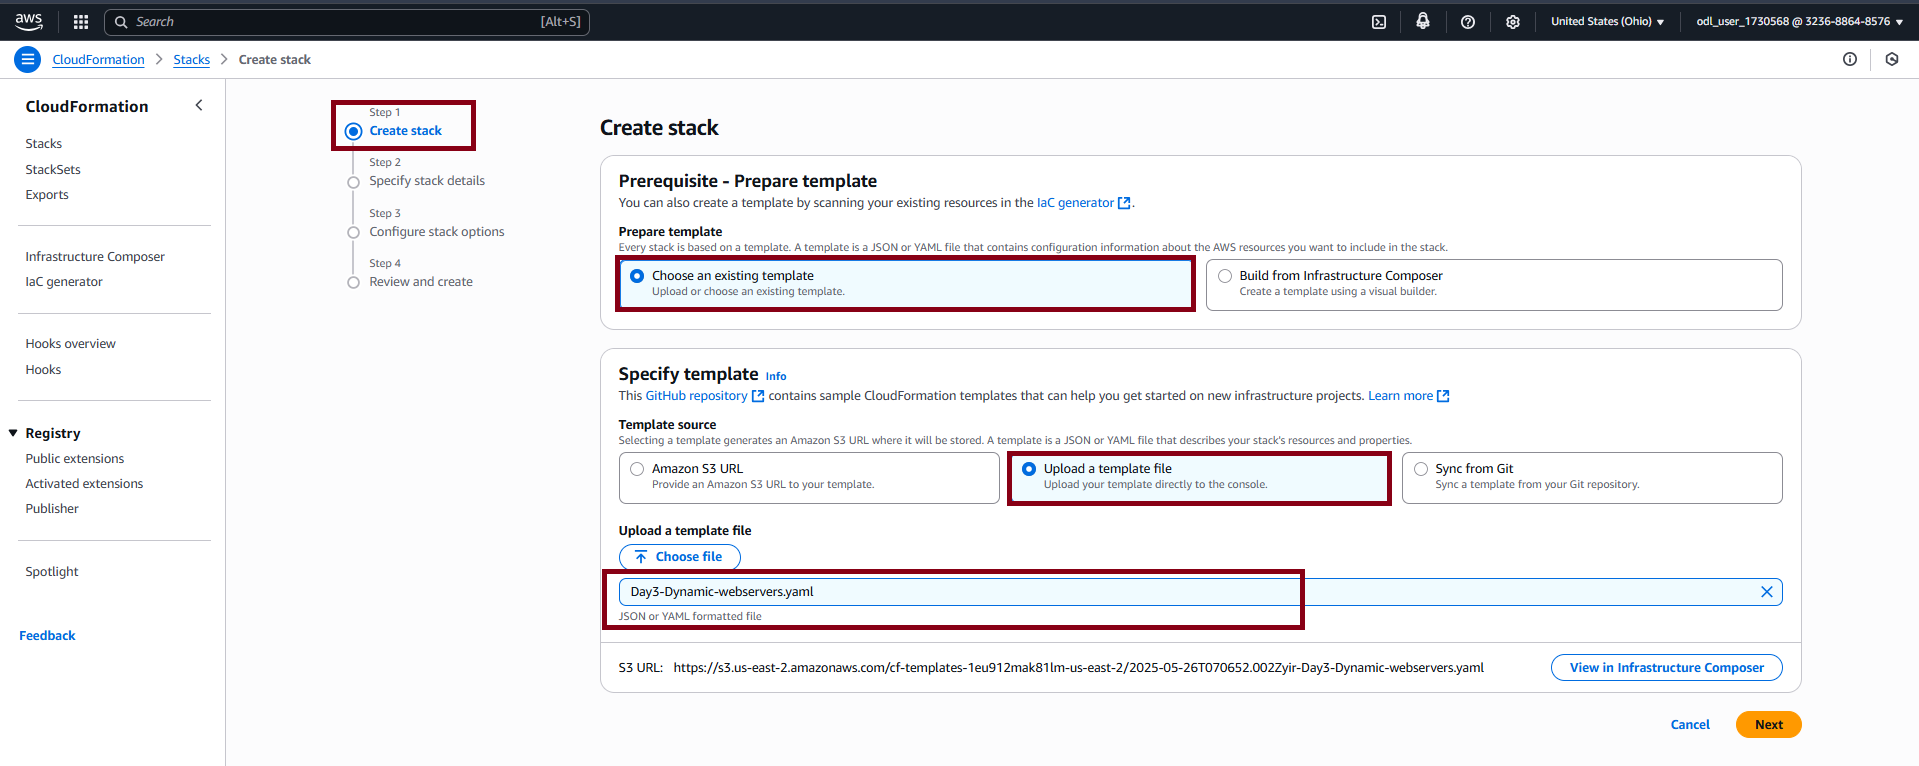 aws
Search
[Alt+S]
United States (Ohio)
odl_user_1730568 @ 3236-8864-8576
CloudFormation
Stacks
Create stack
CloudFormation
Stacks
StackSets
Exports
Infrastructure Composer
IaC generator
Hooks overview
Hooks
Registry
Public extensions
Activated extensions
Publisher
Spotlight
Feedback
Step 1
Create stack
Step 2
Specify stack details
Step 3
Configure stack options
Step 4
Review and create
Create stack
Prerequisite - Prepare template
You can also create a template by scanning your existing resources in the IaC generator.
Prepare template
Every stack is based on a template. A template is a JSON or YAML file that contains configuration information about the AWS resources you want to include in the stack.
Choose an existing template
Upload or choose an existing template.
Build from Infrastructure Composer
Create a template using a visual builder.
Specify template Info
This GitHub repository contains sample CloudFormation templates that can help you get started on new infrastructure projects. Learn more
Template source
Selecting a template generates an Amazon S3 URL where it will be stored. A template is a JSON or YAML file that describes your stack's resources and properties.
Amazon S3 URL
Provide an Amazon S3 URL to your template.
Upload a template file
Upload your template directly to the console.
Sync from Git
Sync a template from your Git repository.
Upload a template file
Choose file
Day3-Dynamic-webservers.yaml
JSON or YAML formatted file
S3 URL: https://s3.us-east-2.amazonaws.com/cf-templates-1eu912mak81lm-us-east-2/2025-05-26T070652.002Zyir-Day3-Dynamic-webservers.yaml
View in Infrastructure Composer
Cancel
Next